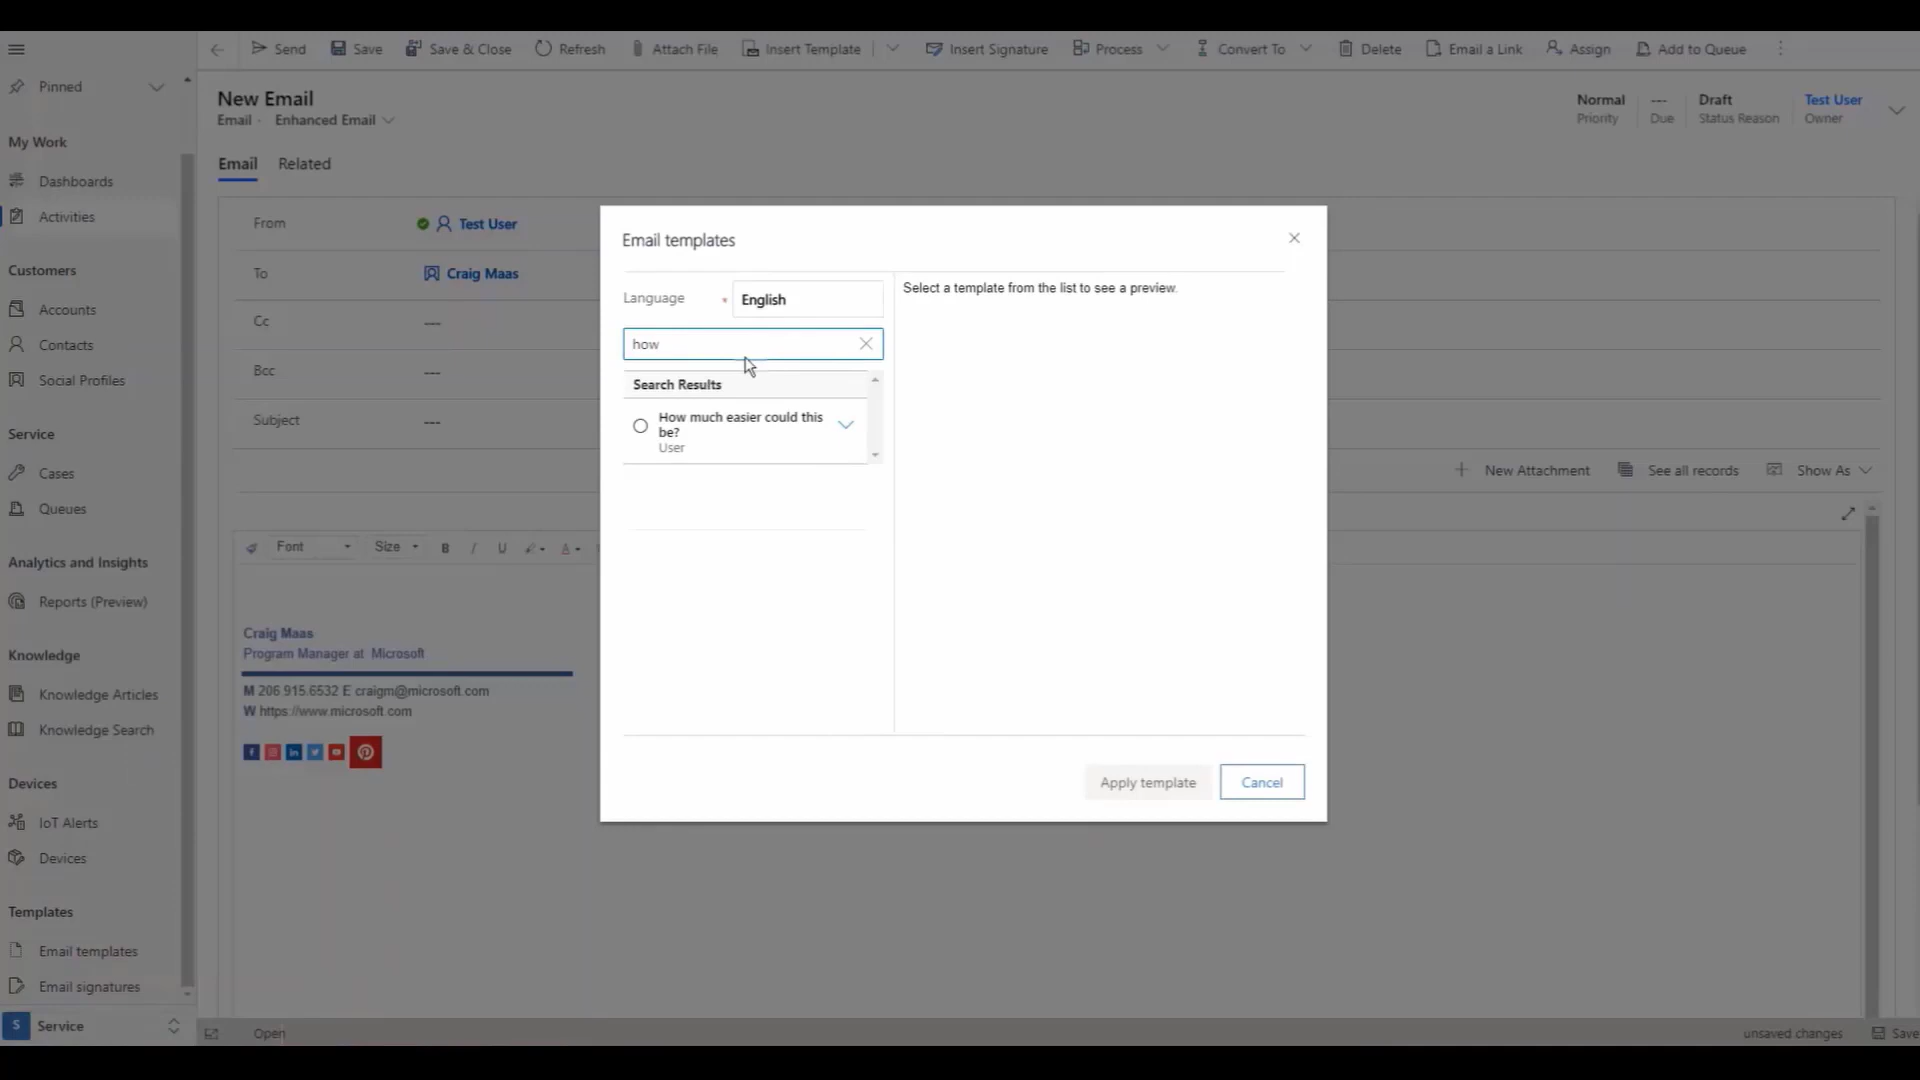 Send
Save
Save & Close
Refresh
Attach File
Insert Template
Insert Signature
Process
Convert To
Delete
Email a Link
Assign
Add to Queue
Pinned
My Work
Dashboards
Activities
Customers
Accounts
Contacts
Social Profiles
Service
Cases
Queues
Analytics and Insights
Reports (Preview)
Knowledge
Knowledge Articles
Knowledge Search
Devices
IoT Alerts
Devices
Templates
Email templates
Email signatures
S Service
New Email
Email · Enhanced Email
Normal
Priority
---
Due
Draft
Status Reason
Test User
Owner
Email Related
From Test User
To Craig Maas
Cc ---
Bcc ---
Subject ---
New Attachment
See all records
Show As
Font Size B I U A
Craig Maas
Program Manager at Microsoft
M 206 915.6532 E craigm@microsoft.com
W https://www.microsoft.com
Email templates
Language * English
how
Search Results
How much easier could this
be?
User
Select a template from the list to see a preview.
Apply template
Cancel
Open
unsaved changes
Save